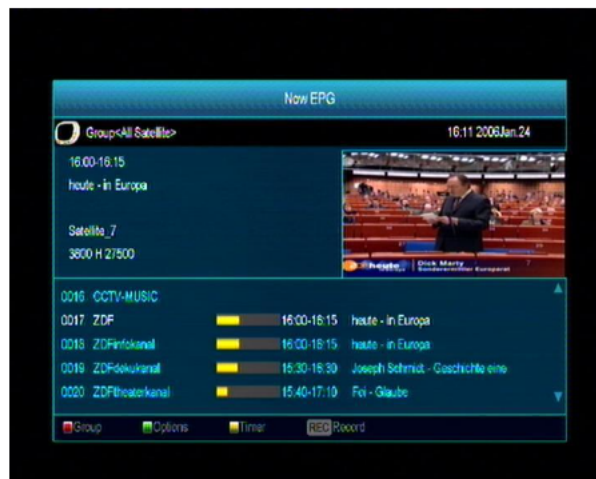 Now EPG
Group<All Satellite>
16:11 2006Jan.24
16:00-16:15
heute - in Europa
Satellite_7
3800 H 27500
heute
Dick Marty
Sonderermittler Europarat
0016 CCTV-MUSIC
0017 ZDF 16:00-16:15 heute - in Europa
0018 ZDFinfokanal 16:00-16:15 heute - in Europa
0019 ZDFdokukanal 15:30-16:30 Joseph Schmidt - Geschichte eine
0020 ZDFtheaterkanal 15:40-17:10 Fei - Glaube
Group Options Timer REC Record